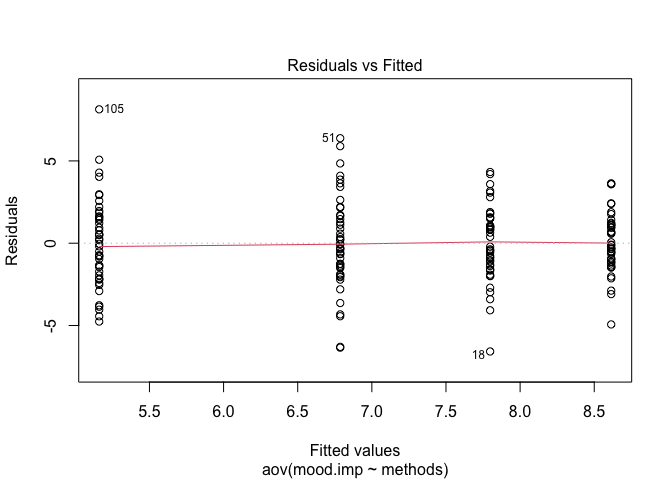 Residuals vs Fitted
105
51
18
5
0
-5
Residuals
5.5 6.0 6.5 7.0 7.5 8.0 8.5
Fitted values
aov(mood.imp ~ methods)